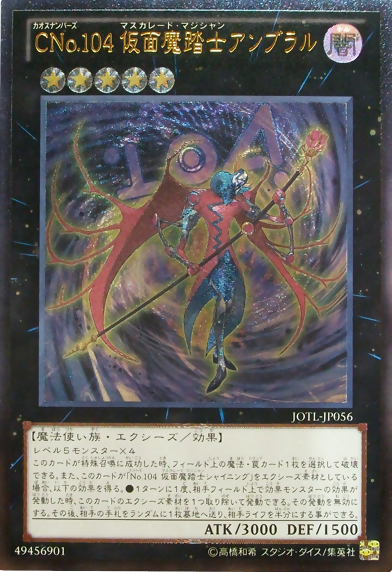 カオスナンバーズ
マスカレード・マジシャン
CNo.104 仮面魔踏士アンブラル
闇
104
JOTL-JP056
【魔法使い族・エクシーズ/効果】
レベル5モンスター×4
このカードが特殊召喚に成功した時、フィールド上の魔法・罠カード1枚を選択して破壊
できる。また、このカードが「No.104 仮面魔踏士シャイニング」をエクシーズ素材としている
場合、以下の効果を得る。●1ターンに1度、相手フィールド上で効果モンスターの効果が
発動した時、このカードのエクシーズ素材を1つ取り除いて発動できる。その発動を無効に
する。その後、相手の手札をランダムに1枚墓地へ送り、相手ライフを半分にする事ができる。
ATK/3000 DEF/1500
49456901
©高橋和希 スタジオ・ダイス/集英社